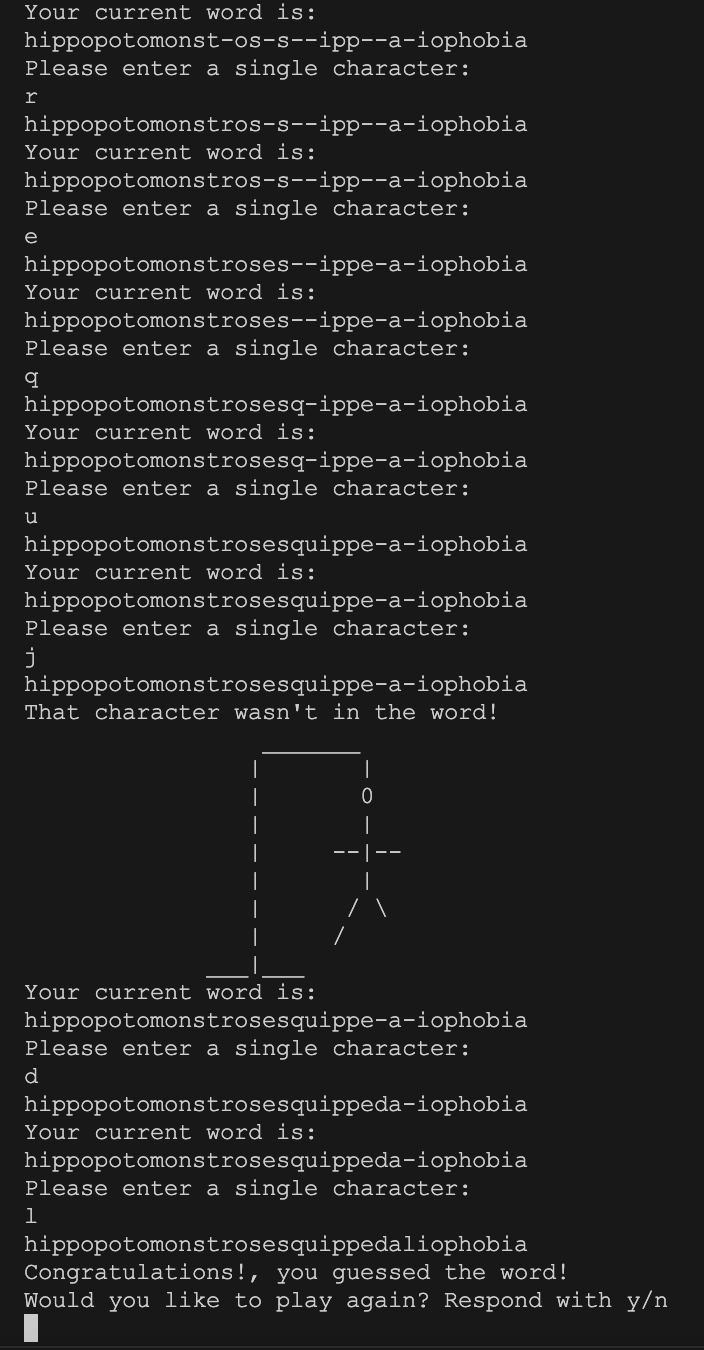 Your current word is:
hippopotomonst-os-s--ipp--a-iophobia
Please enter a single character:
r
hippopotomonstros-s--ipp--a-iophobia
Your current word is:
hippopotomonstros-s--ipp--a-iophobia
Please enter a single character:
e
hippopotomonstroses--ippe-a-iophobia
Your current word is:
hippopotomonstroses--ippe-a-iophobia
Please enter a single character:
q
hippopotomonstrosesq-ippe-a-iophobia
Your current word is:
hippopotomonstrosesq-ippe-a-iophobia
Please enter a single character:
u
hippopotomonstrosesquippe-a-iophobia
Your current word is:
hippopotomonstrosesquippe-a-iophobia
Please enter a single character:
j
hippopotomonstrosesquippe-a-iophobia
That character wasn't in the word!
                 _______
                |       |
                |       0
                |       |
                |     --|--
                |       |
                |      / \
                |     /
             ___|___
Your current word is:
hippopotomonstrosesquippe-a-iophobia
Please enter a single character:
d
hippopotomonstrosesquippeda-iophobia
Your current word is:
hippopotomonstrosesquippeda-iophobia
Please enter a single character:
l
hippopotomonstrosesquippedaliophobia
Congratulations!, you guessed the word!
Would you like to play again? Respond with y/n